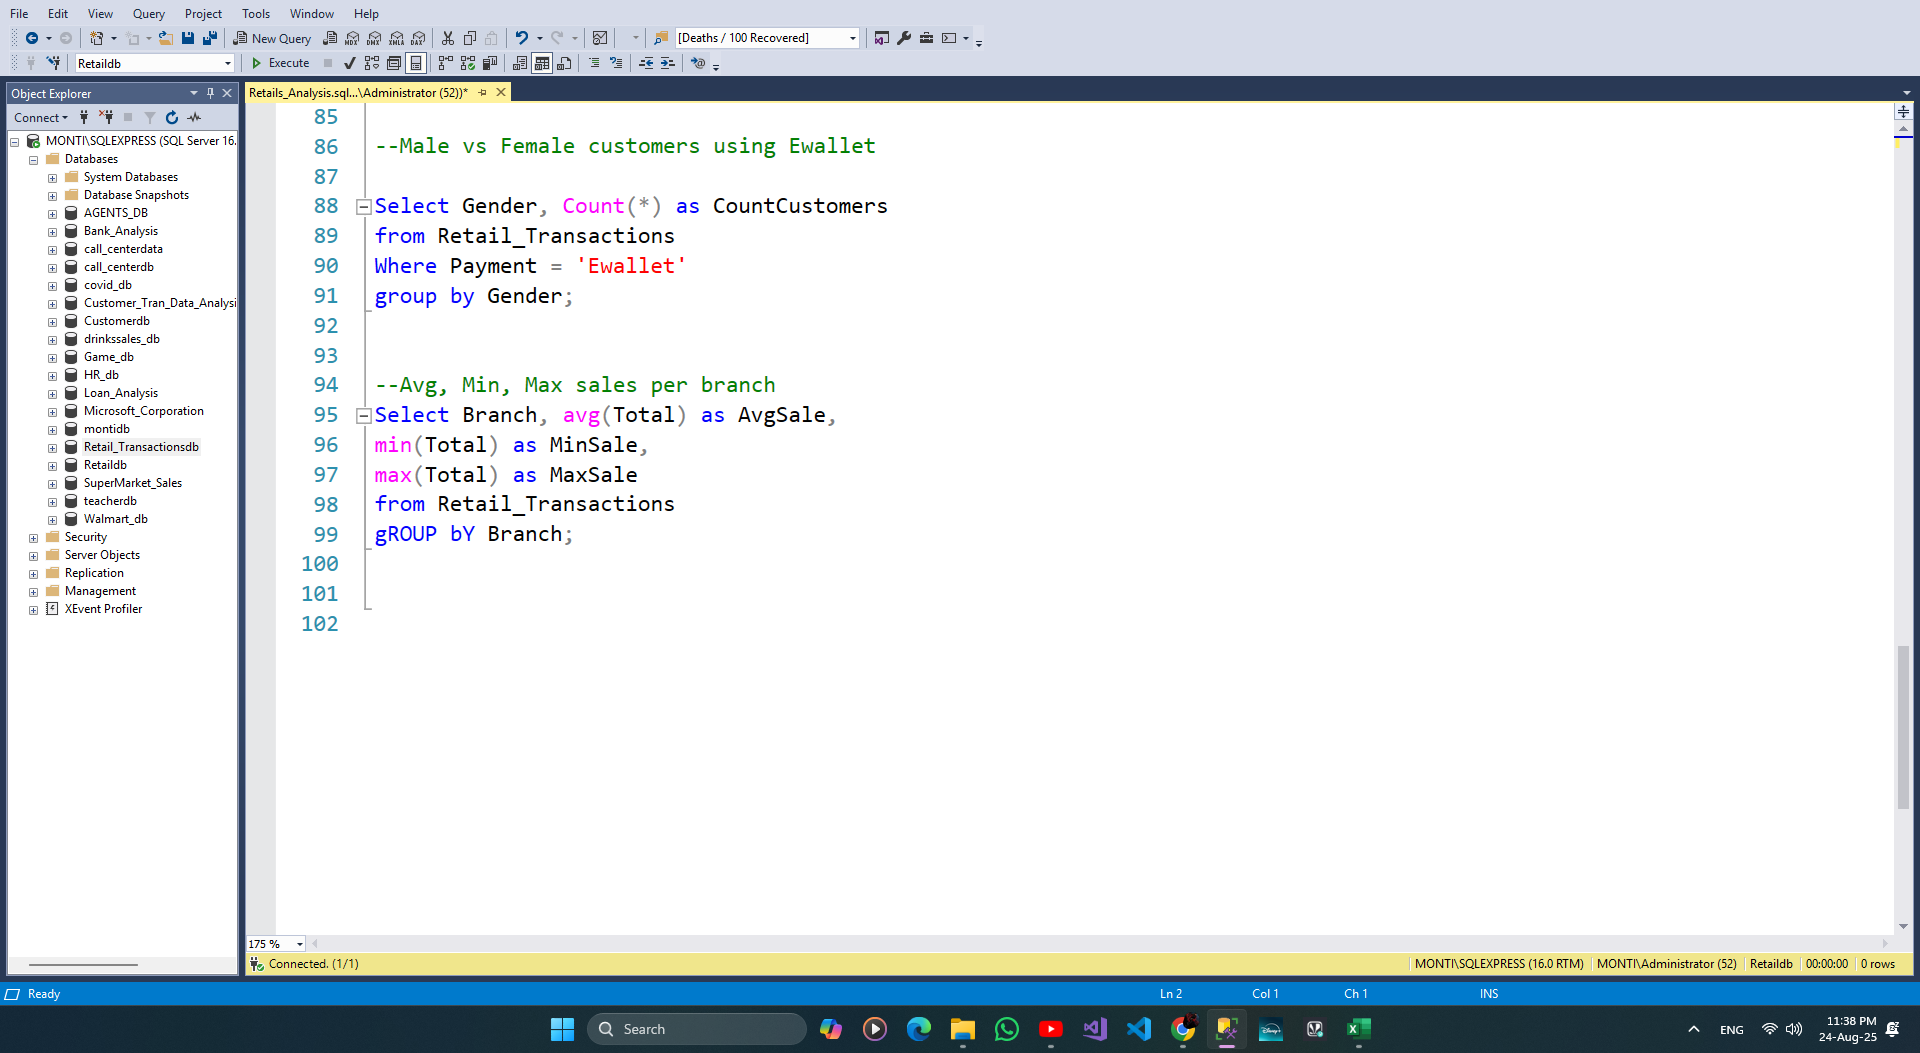 File Edit View Query Project Tools Window Help
New Query MDX DMX XMLA DAX [Deaths / 100 Recovered]
Retaildb Execute
Object Explorer
Connect
MONTI\SQLEXPRESS (SQL Server 16.
Databases
System Databases
Database Snapshots
AGENTS_DB
Bank_Analysis
call_centerdata
call_centerdb
covid_db
Customer_Tran_Data_Analysi
Customerdb
drinkssales_db
Game_db
HR_db
Loan_Analysis
Microsoft_Corporation
montidb
Retail_Transactionsdb
Retaildb
SuperMarket_Sales
teacherdb
Walmart_db
Security
Server Objects
Replication
Management
XEvent Profiler
Retails_Analysis.sql...\Administrator (52))*
85
86 --Male vs Female customers using Ewallet
87
88 Select Gender, Count(*) as CountCustomers
89 from Retail_Transactions
90 Where Payment = 'Ewallet'
91 group by Gender;
92
93
94 --Avg, Min, Max sales per branch
95 Select Branch, avg(Total) as AvgSale,
96 min(Total) as MinSale,
97 max(Total) as MaxSale
98 from Retail_Transactions
99 gROUP bY Branch;
100
101
102
175 %
Connected. (1/1) MONTI\SQLEXPRESS (16.0 RTM) MONTI\Administrator (52) Retaildb 00:00:00 0 rows
Ready Ln 2 Col 1 Ch 1 INS
Search ENG 11:38 PM
24-Aug-25